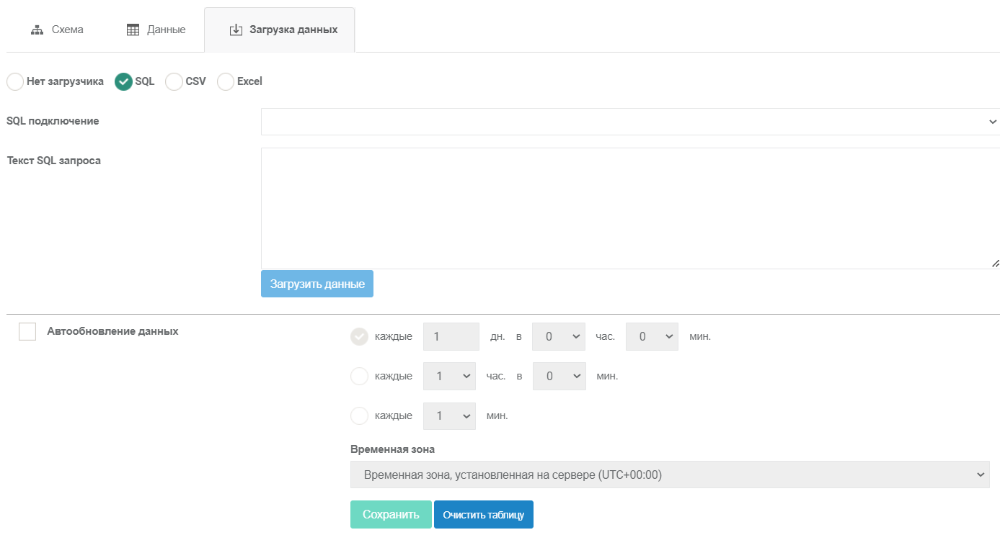 Схема Данные Загрузка данных
Нет загрузчика SQL CSV Excel
SQL подключение
Текст SQL запроса
Загрузить данные
Автообновление данных каждые 1 дн. в 0 час. 0 мин.
каждые 1 час. в 0 мин.
каждые 1 мин.
Временная зона
Временная зона, установленная на сервере (UTC+00:00)
Сохранить Очистить таблицу